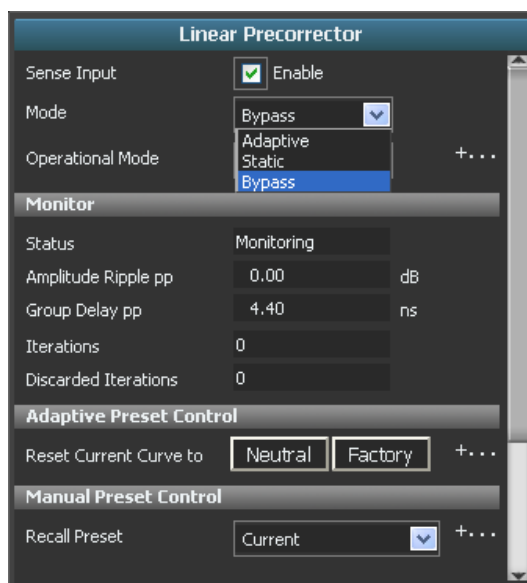 Linear Precorrector
Sense Input Enable
Mode Bypass
Adaptive
Operational Mode Static +...
Bypass
Monitor
Status Monitoring
Amplitude Ripple pp 0.00 dB
Group Delay pp 4.40 ns
Iterations 0
Discarded Iterations 0
Adaptive Preset Control
Reset Current Curve to Neutral Factory +...
Manual Preset Control
Recall Preset Current +...